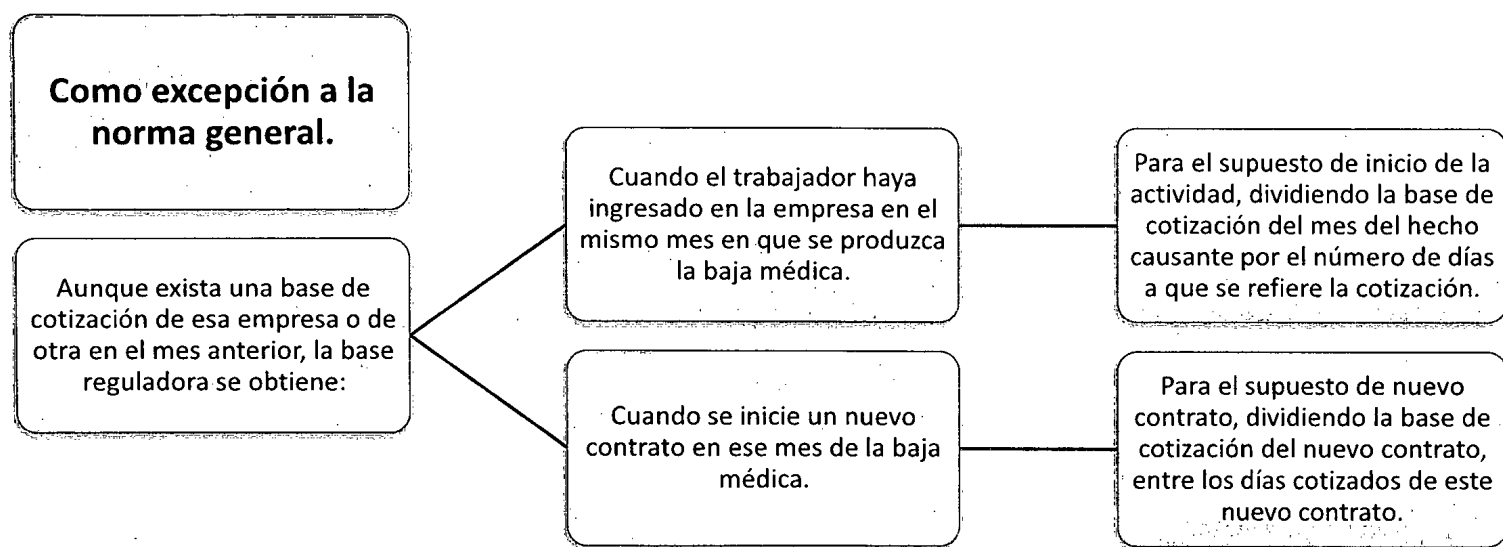 Como excepción a la
norma general.
Aunque exista una base de
cotización de esa empresa o de
otra en el mes anterior, la base
reguladora se obtiene:
Cuando el trabajador haya
ingresado en la empresa en el
mismo mes en que se produzca
la baja médica.
Para el supuesto de inicio de la
actividad, dividiendo la base de
cotización del mes del hecho
causante por el número de días
a que se refiere la cotización.
Cuando se inicie un nuevo
contrato en ese mes de la baja
médica.
Para el supuesto de nuevo
contrato, dividiendo la base de
cotización del nuevo contrato,
entre los días cotizados de este
nuevo contrato.